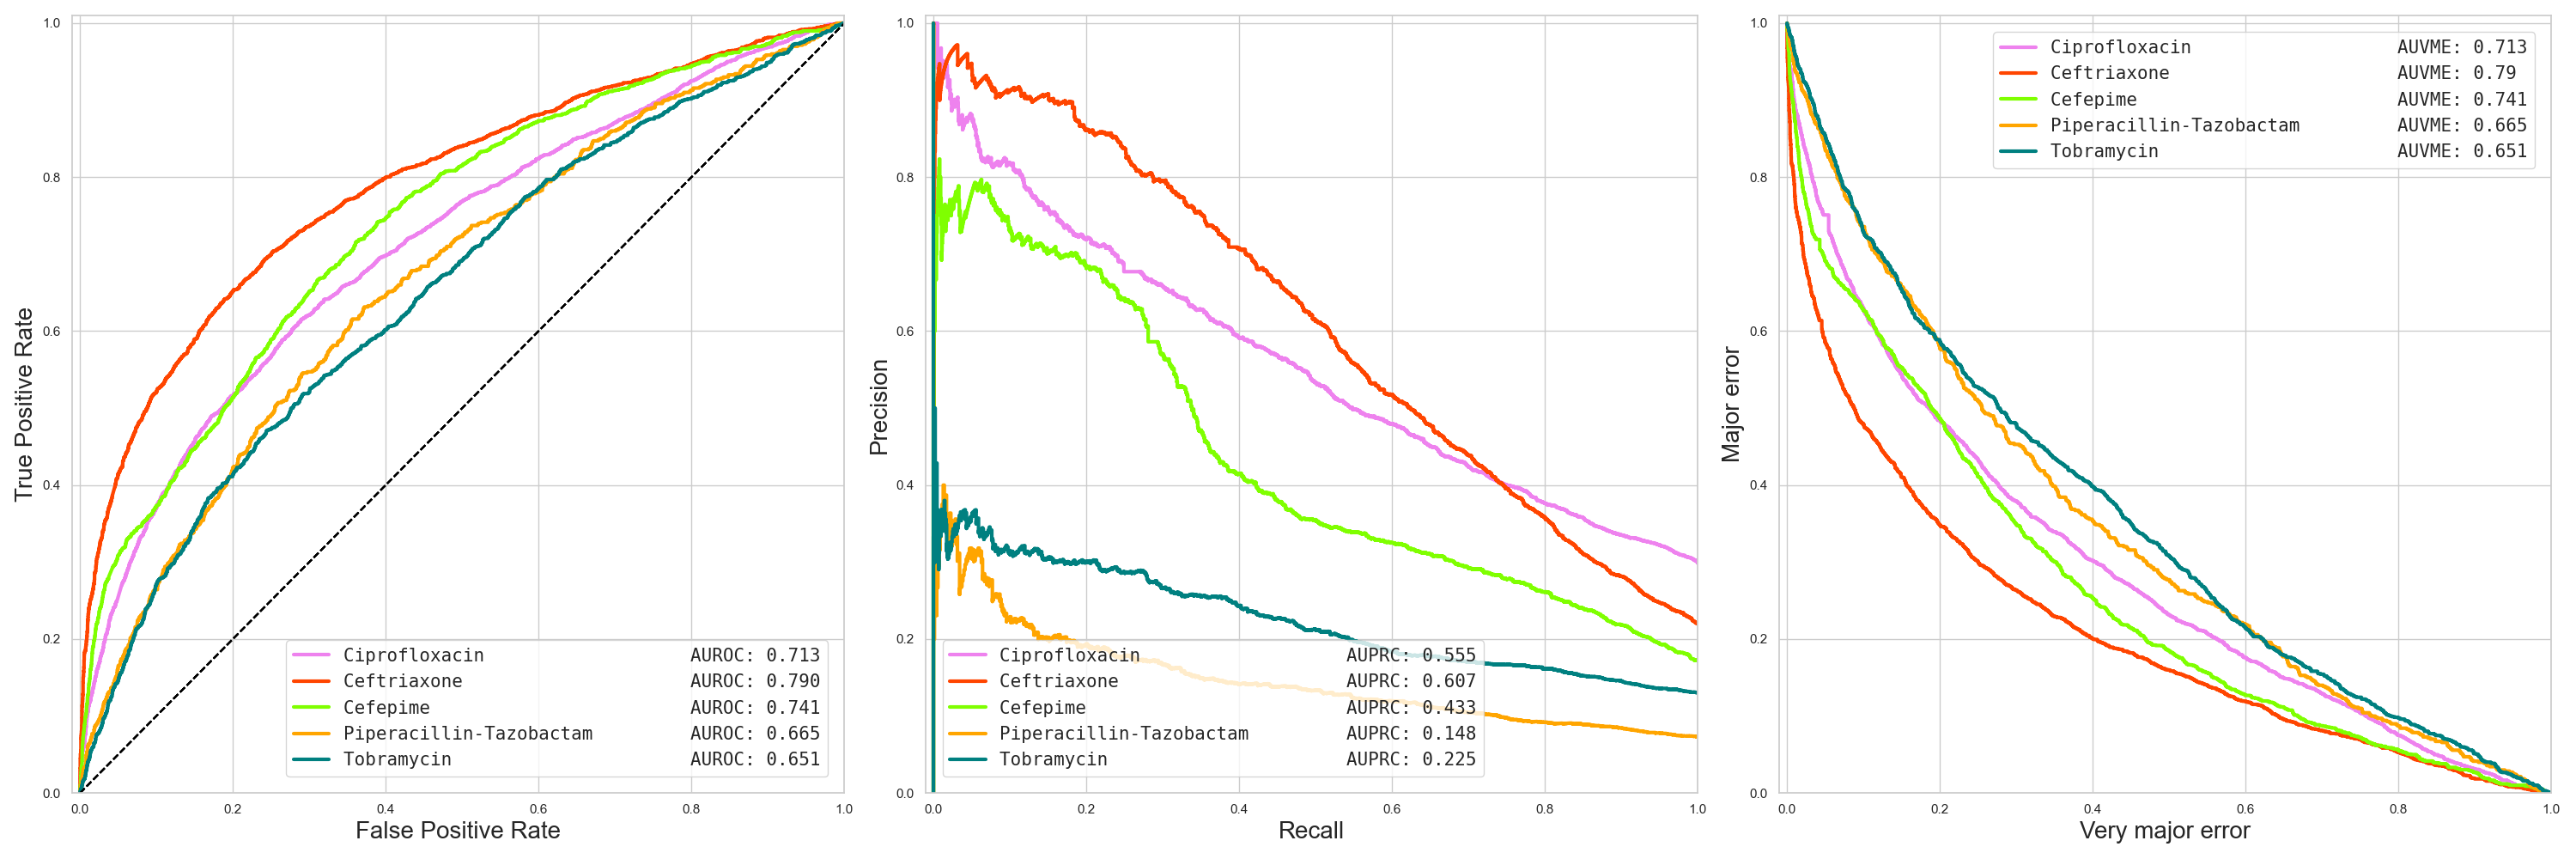 True Positive Rate
1.0
0.8
0.6
0.4
0.2
0.0
0.0 0.2 0.4 0.6 0.8 1.0
False Positive Rate
Ciprofloxacin AUROC: 0.713
Ceftriaxone AUROC: 0.790
Cefepime AUROC: 0.741
Piperacillin-Tazobactam AUROC: 0.665
Tobramycin AUROC: 0.651
Precision
1.0
0.8
0.6
0.4
0.2
0.0
0.0 0.2 0.4 0.6 0.8 1.0
Recall
Ciprofloxacin AUPRC: 0.555
Ceftriaxone AUPRC: 0.607
Cefepime AUPRC: 0.433
Piperacillin-Tazobactam AUPRC: 0.148
Tobramycin AUPRC: 0.225
Major error
1.0
0.8
0.6
0.4
0.2
0.0
0.0 0.2 0.4 0.6 0.8 1.0
Very major error
Ciprofloxacin AUVME: 0.713
Ceftriaxone AUVME: 0.79
Cefepime AUVME: 0.741
Piperacillin-Tazobactam AUVME: 0.665
Tobramycin AUVME: 0.651